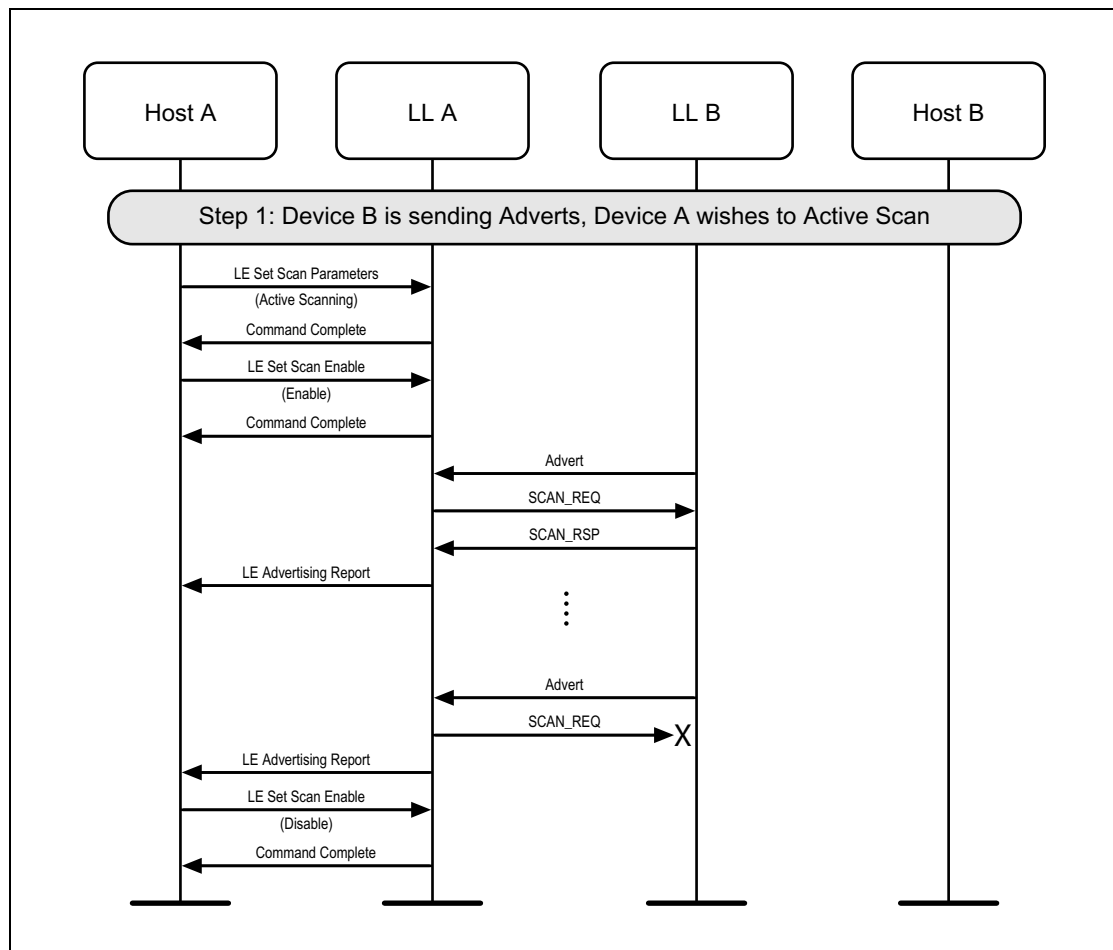 Host A
LL A
LL B
Host B
Step 1: Device B is sending Adverts, Device A wishes to Active Scan
LE Set Scan Parameters
(Active Scanning)
Command Complete
LE Set Scan Enable
(Enable)
Command Complete
Advert
SCAN_REQ
SCAN_RSP
LE Advertising Report
Advert
SCAN_REQ
X
LE Advertising Report
LE Set Scan Enable
(Disable)
Command Complete